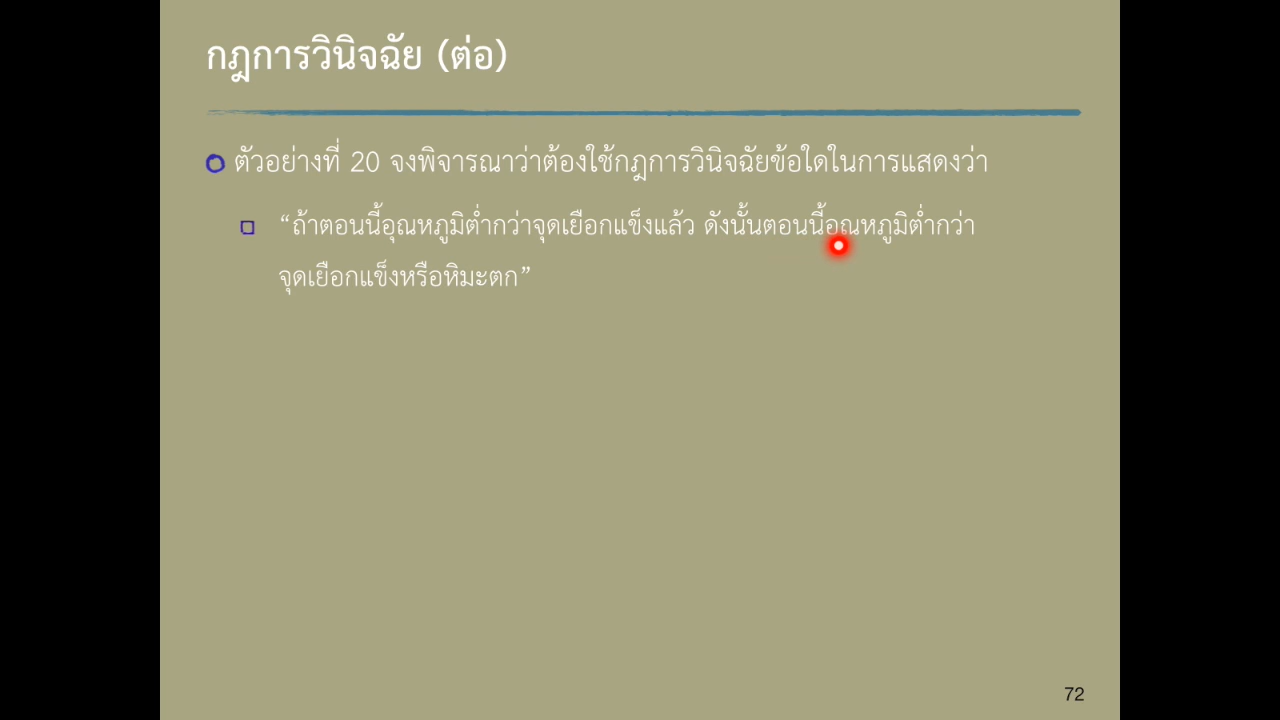 กฎการวินิจฉัย (ต่อ)
ตัวอย่างที่ 20 จงพิจารณาว่าต้องใช้กฎการวินิจฉัยข้อใดในการแสดงว่า
“ถ้าตอนนี้อุณหภูมิต่ำกว่าจุดเยือกแข็งแล้ว ดังนั้นตอนนี้อุณหภูมิต่ำกว่า
จุดเยือกแข็งหรือหิมะตก”
72